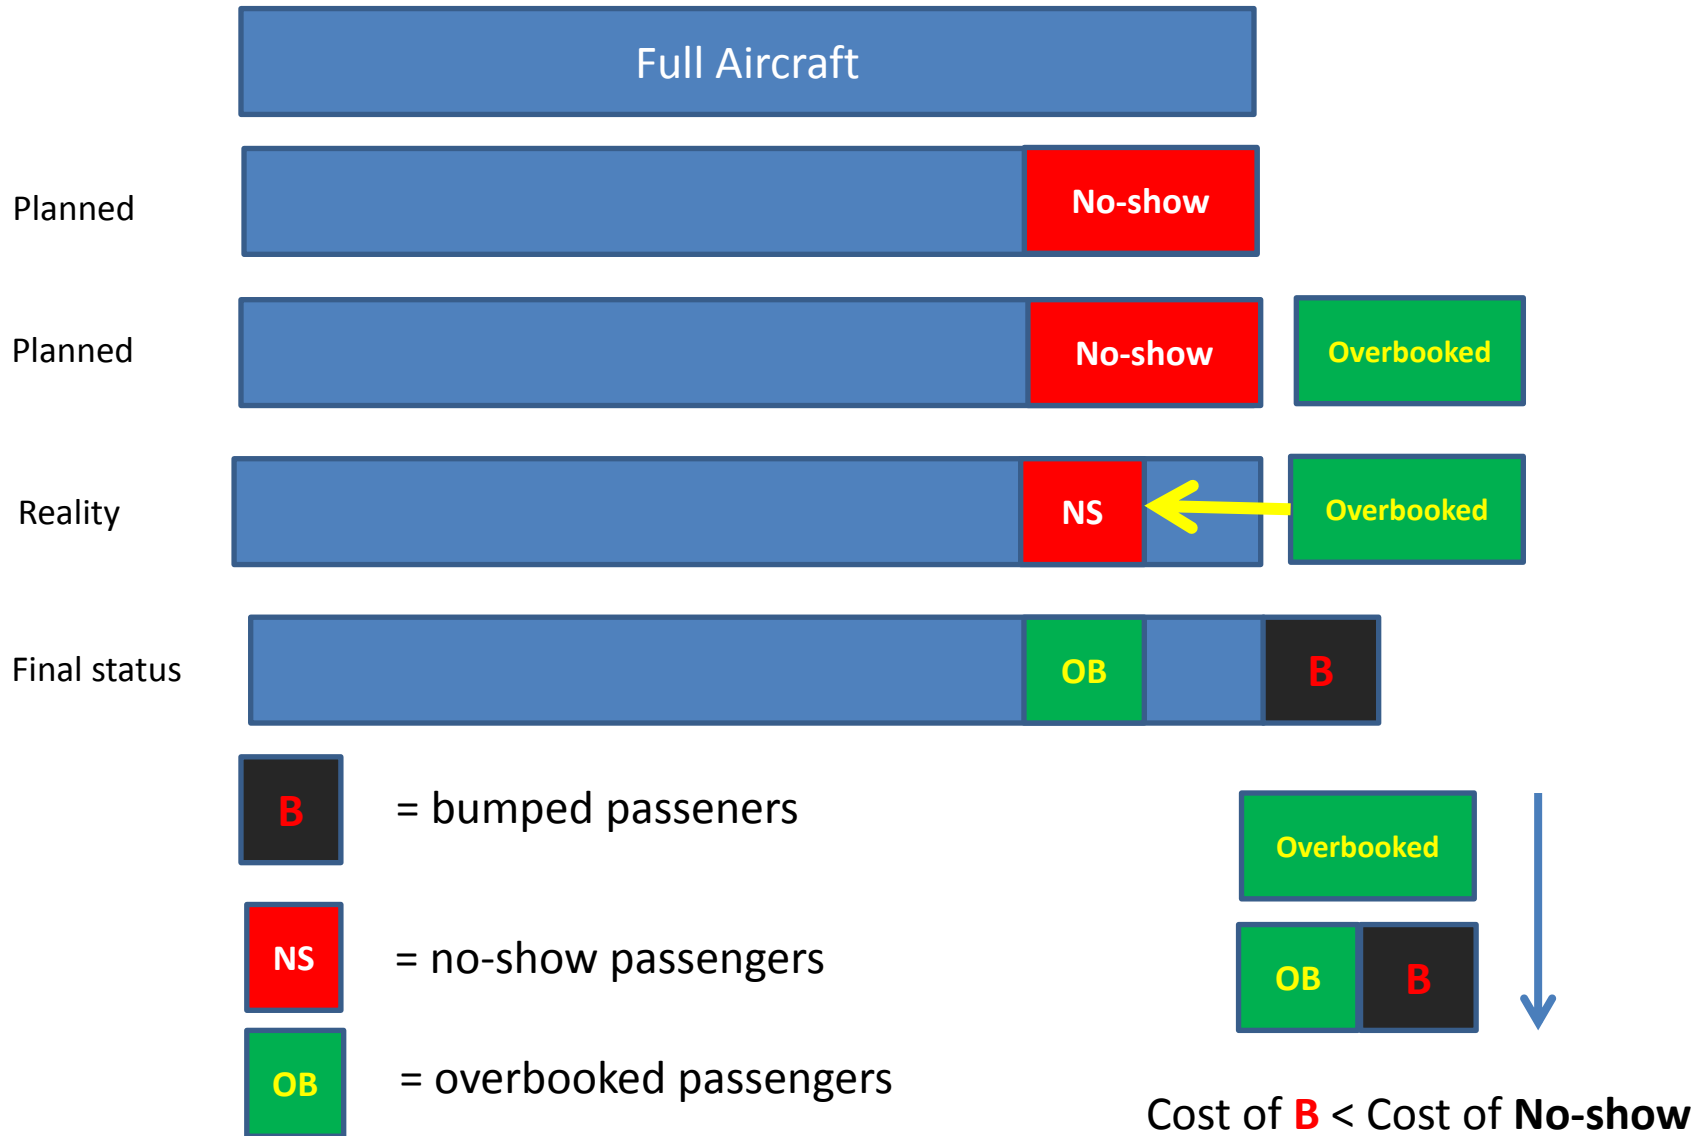 Full Aircraft
Planned
No-show
Planned
No-show
Overbooked
Reality
NS
Overbooked
Final status
OB
B
B
= bumped passeners
Overbooked
NS
= no-show passengers
OB
B
OB
= overbooked passengers
Cost of B < Cost of No-show